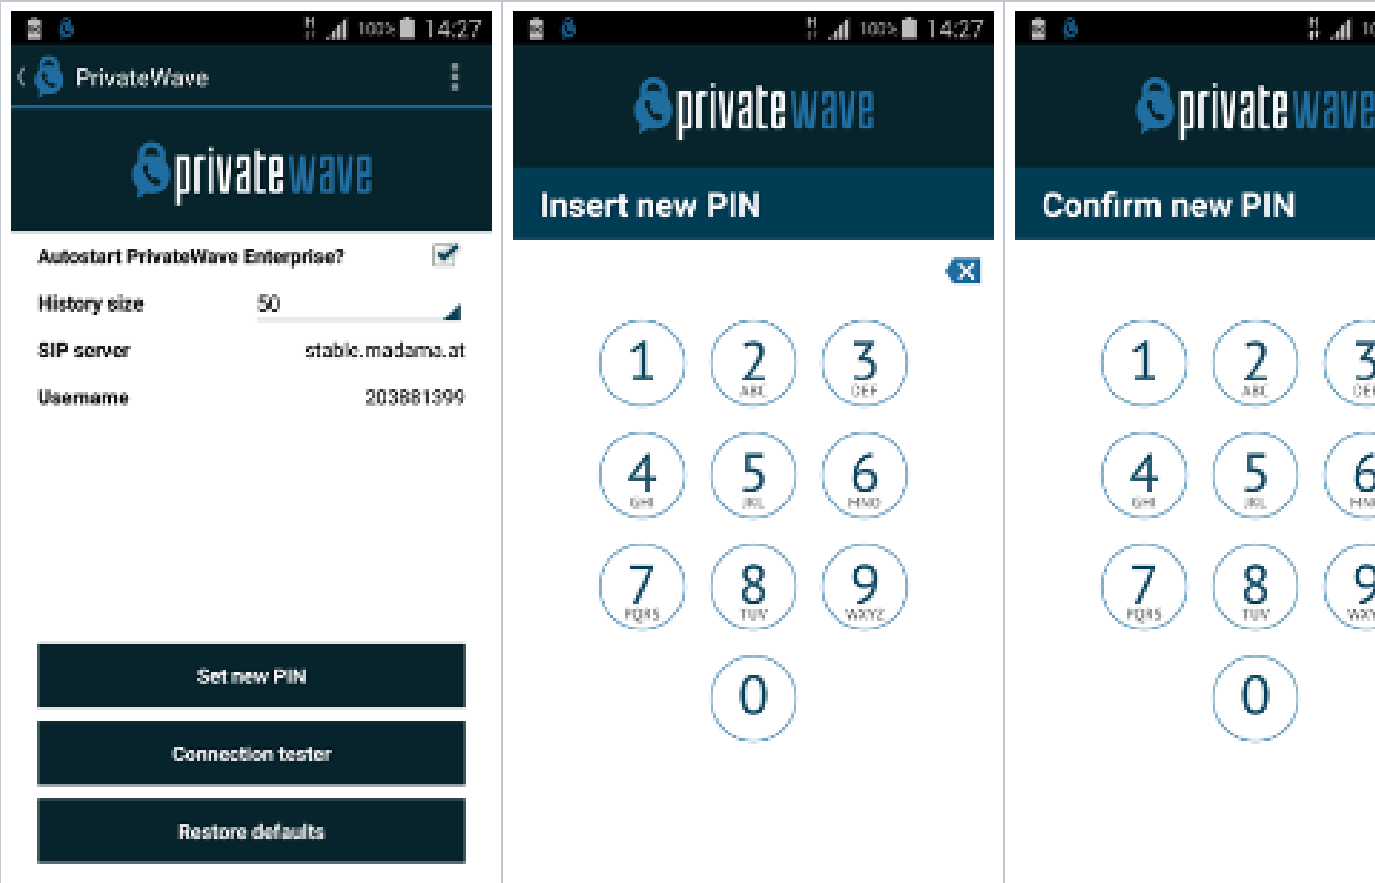 100% 14:27
PrivateWave
privatewave
Autostart PrivateWave Enterprise?
History size 50
SIP server stable.madama.at
Username 203881399
Set new PIN
Connection tester
Restore defaults
100% 14:27
privatewave
Insert new PIN
1 2 3
ABC DEF
4 5 6
GHI JKL MNO
7 8 9
PQRS TUV WXYZ
0
privatewave
Confirm new PIN
1 2 3
ABC
4 5 6
GHI JKL
7 8 9
PQRS TUV
0